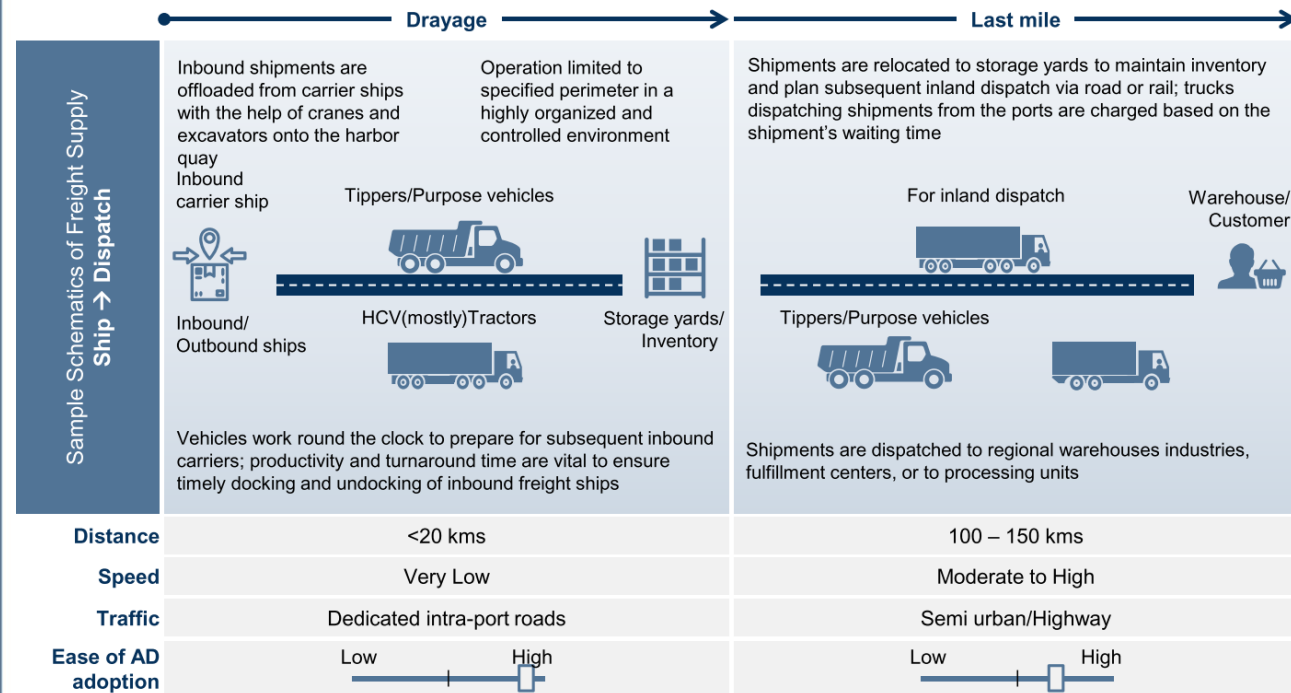 Drayage
Last mile
Sample Schematics of Freight Supply
Ship → Dispatch
Inbound shipments are
offloaded from carrier ships
with the help of cranes and
excavators onto the harbor
quay
Operation limited to
specified perimeter in a
highly organized and
controlled environment
Inbound
carrier ship
Tippers/Purpose vehicles
Inbound/
Outbound ships
HCV(mostly)Tractors
Storage yards/
Inventory
Vehicles work round the clock to prepare for subsequent inbound
carriers; productivity and turnaround time are vital to ensure
timely docking and undocking of inbound freight ships
Shipments are relocated to storage yards to maintain inventory
and plan subsequent inland dispatch via road or rail; trucks
dispatching shipments from the ports are charged based on the
shipment’s waiting time
For inland dispatch
Warehouse/
Customer
Tippers/Purpose vehicles
Shipments are dispatched to regional warehouses industries,
fulfillment centers, or to processing units
Distance
<20 kms
100 – 150 kms
Speed
Very Low
Moderate to High
Traffic
Dedicated intra-port roads
Semi urban/Highway
Ease of AD
adoption
Low
High
Low
High